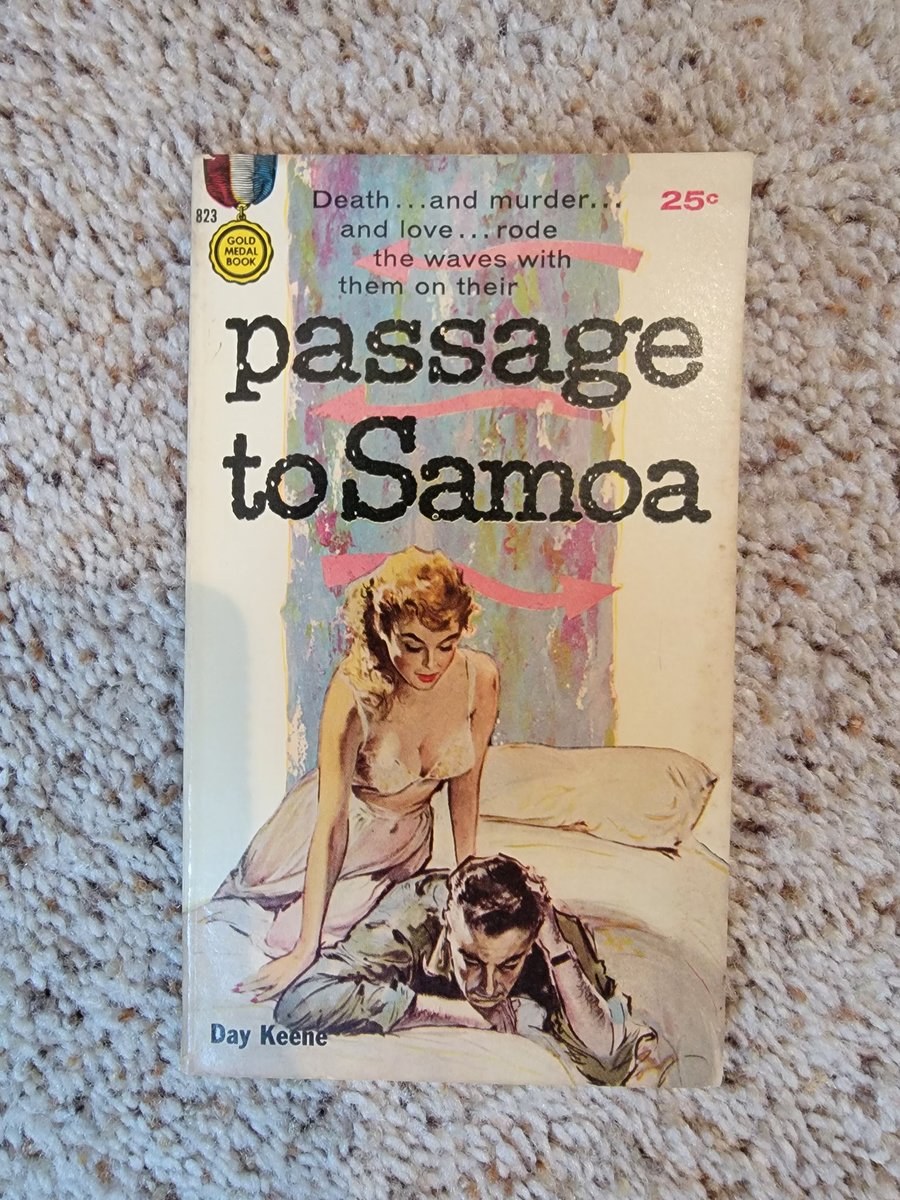 823
GOLD
MEDAL
BOOK
Death...and murder...
and love...rode
the waves with
them on their
25c
passage
to Samoa
Day Keene